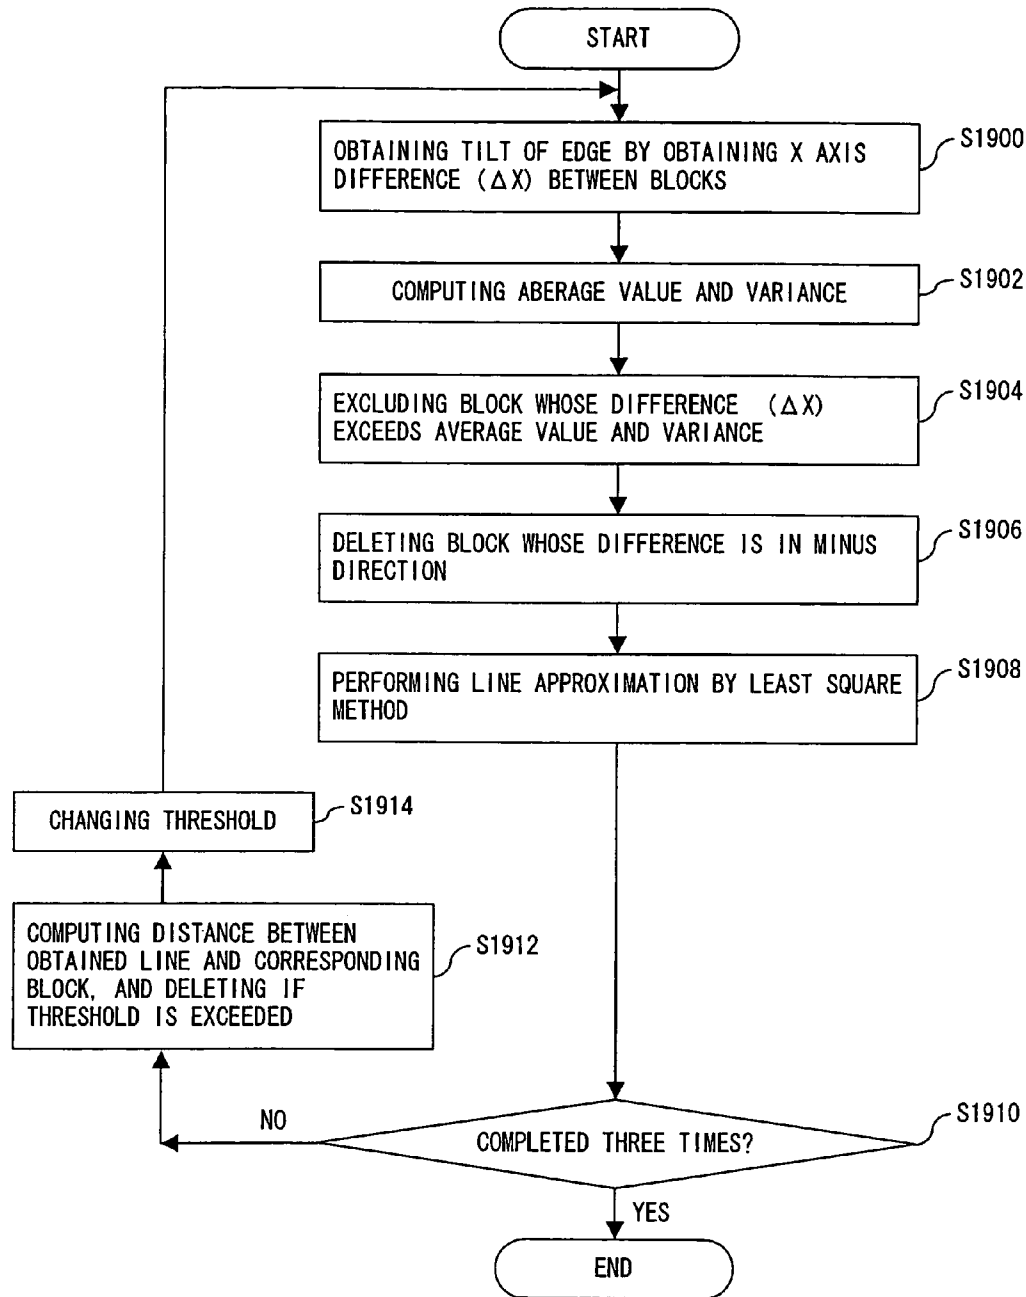 START
OBTAINING TILT OF EDGE BY OBTAINING X AXIS
DIFFERENCE (ΔX) BETWEEN BLOCKS
S1900
COMPUTING ABERAGE VALUE AND VARIANCE
S1902
EXCLUDING BLOCK WHOSE DIFFERENCE (ΔX)
EXCEEDS AVERAGE VALUE AND VARIANCE
S1904
DELETING BLOCK WHOSE DIFFERENCE IS IN MINUS
DIRECTION
S1906
PERFORMING LINE APPROXIMATION BY LEAST SQUARE
METHOD
S1908
CHANGING THRESHOLD
S1914
COMPUTING DISTANCE BETWEEN
OBTAINED LINE AND CORRESPONDING
BLOCK, AND DELETING IF
THRESHOLD IS EXCEEDED
S1912
NO
COMPLETED THREE TIMES?
S1910
YES
END